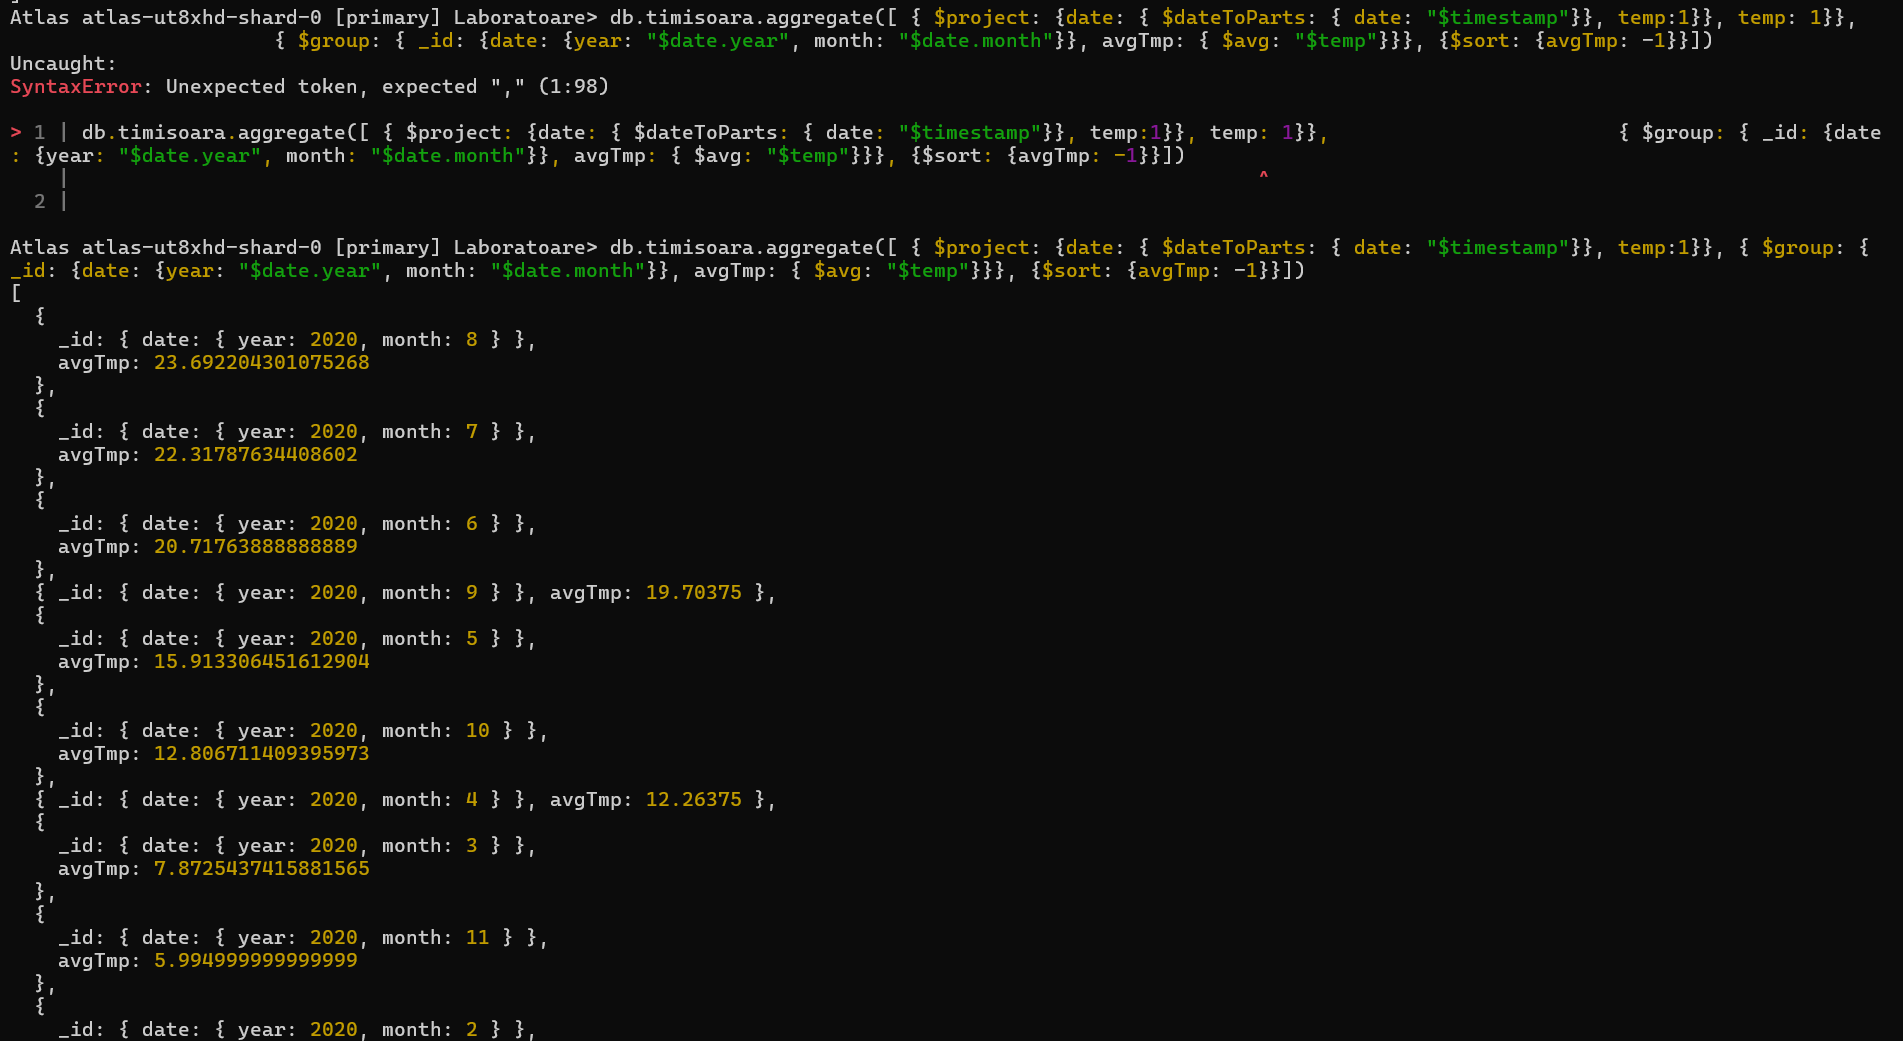 ]
Atlas atlas-ut8xhd-shard-0 [primary] Laboratoare> db.timisoara.aggregate([ { $project: {date: { $dateToParts: { date: "$timestamp"}}, temp:1}}, temp: 1}},
{ $group: { _id: {date: {year: "$date.year", month: "$date.month"}}, avgTmp: { $avg: "$temp"}}}, {$sort: {avgTmp: -1}}])
Uncaught:
SyntaxError: Unexpected token, expected "," (1:98)
> 1 | db.timisoara.aggregate([ { $project: {date: { $dateToParts: { date: "$timestamp"}}, temp:1}}, temp: 1}}, { $group: { _id: {date
: {year: "$date.year", month: "$date.month"}}, avgTmp: { $avg: "$temp"}}}, {$sort: {avgTmp: -1}}])
| ^
2 |
Atlas atlas-ut8xhd-shard-0 [primary] Laboratoare> db.timisoara.aggregate([ { $project: {date: { $dateToParts: { date: "$timestamp"}}, temp:1}}, { $group: {
_id: {date: {year: "$date.year", month: "$date.month"}}, avgTmp: { $avg: "$temp"}}}, {$sort: {avgTmp: -1}}])
[
{
_id: { date: { year: 2020, month: 8 } },
avgTmp: 23.692204301075268
},
{
_id: { date: { year: 2020, month: 7 } },
avgTmp: 22.31787634408602
},
{
_id: { date: { year: 2020, month: 6 } },
avgTmp: 20.71763888888889
},
{ _id: { date: { year: 2020, month: 9 } }, avgTmp: 19.70375 },
{
_id: { date: { year: 2020, month: 5 } },
avgTmp: 15.913306451612904
},
{
_id: { date: { year: 2020, month: 10 } },
avgTmp: 12.806711409395973
},
{ _id: { date: { year: 2020, month: 4 } }, avgTmp: 12.26375 },
{
_id: { date: { year: 2020, month: 3 } },
avgTmp: 7.8725437415881565
},
{
_id: { date: { year: 2020, month: 11 } },
avgTmp: 5.994999999999999
},
{
_id: { date: { year: 2020, month: 2 } },